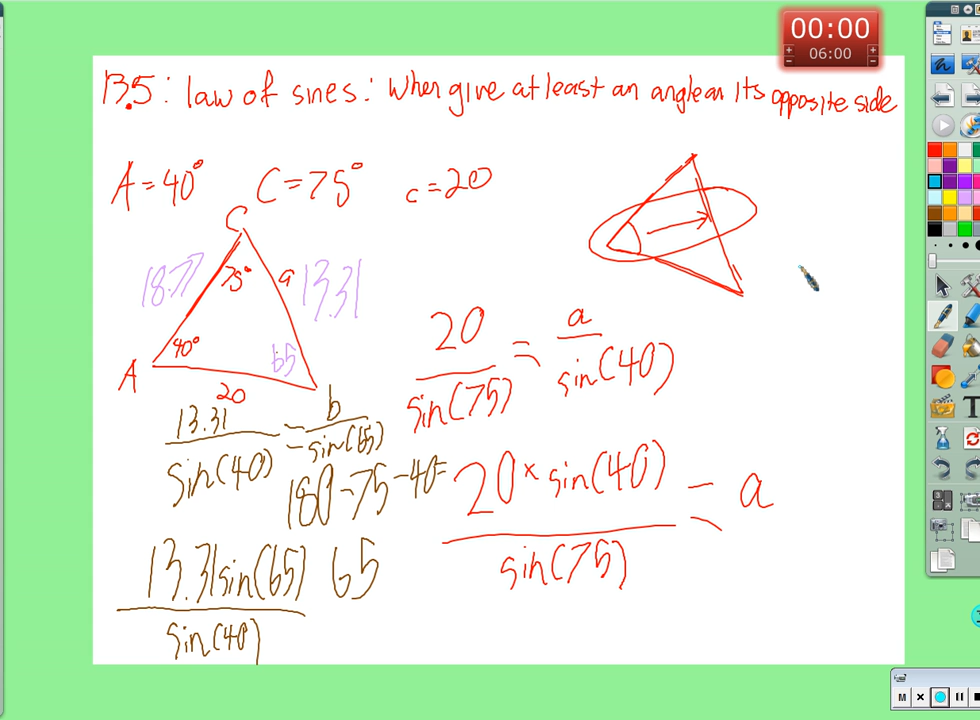 00:00
06:00
13.5: law of sines: When give at least an angle an its opposite side
A = 40° C = 75° c = 20
C
18.77 75° a 13.31
A 40° 65
20
20/sin(75) = a/sin(40)
13.31/sin(40) = b/sin(65)
180-75-40=
65
20 × sin(40)/sin(75) = a
13.31sin(65)/sin(40)
T
M